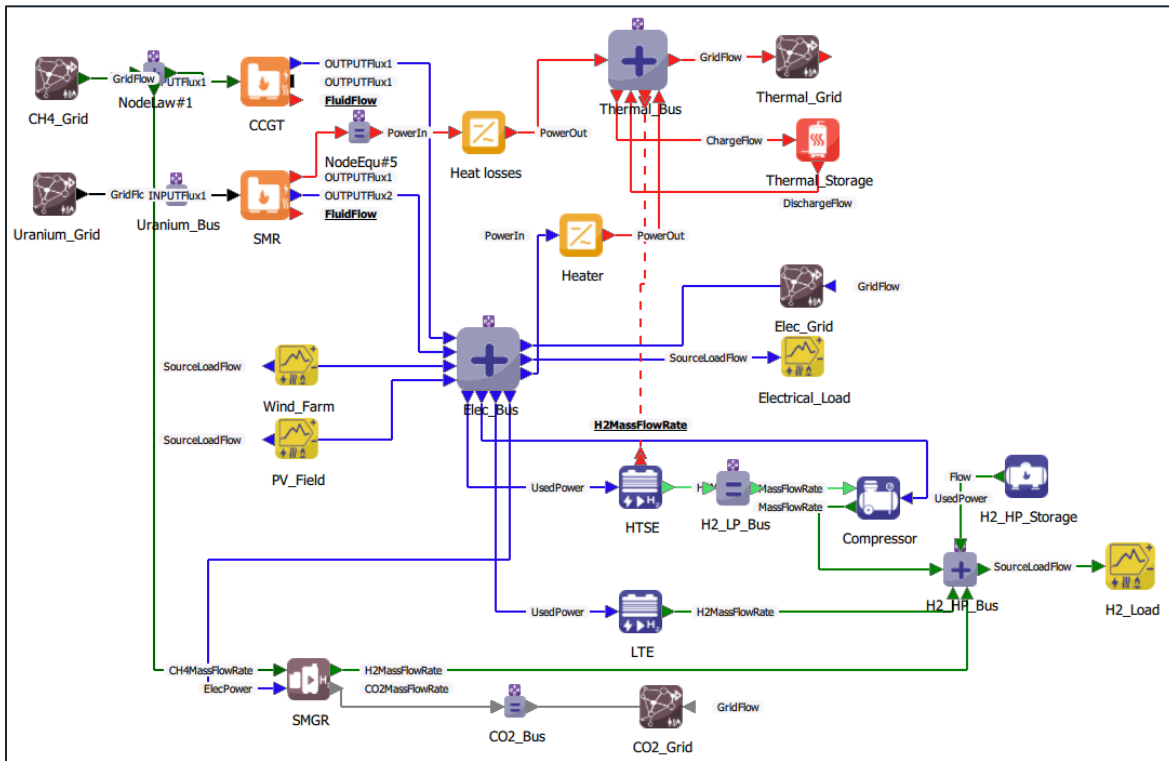 OUTPUTFlux1
GridFlow
GridFlow
PUTFlux1
OUTPUTFlux1
NodeLaw#1
FluidFlow
Thermal_Bus
Thermal_Grid
CH4_Grid
CCGT
PowerIn
PowerOut
ChargeFlow
NodeEqu#5
Heat losses
OUTPUTFlux1
Thermal_Storage
GridFlc
INPUTFlux1
OUTPUTFlux2
DischargeFlow
Uranium_Bus
FluidFlow
Uranium_Grid
SMR
PowerIn
PowerOut
Heater
GridFlow
Elec_Grid
SourceLoadFlow
SourceLoadFlow
Wind_Farm
Elec_Bus
Electrical_Load
H2MassFlowRate
SourceLoadFlow
PV_Field
Flow
UsedPower
MassFlowRate
UsedPower
MassFlowRate
HTSE
H2_LP_Bus
Compressor
H2_HP_Storage
SourceLoadFlow
H2_HP_Bus
H2_Load
UsedPower
H2MassFlowRate
LTE
CH4MassFlowRate
H2MassFlowRate
ElecPower
CO2MassFlowRate
GridFlow
SMGR
CO2_Bus
CO2_Grid